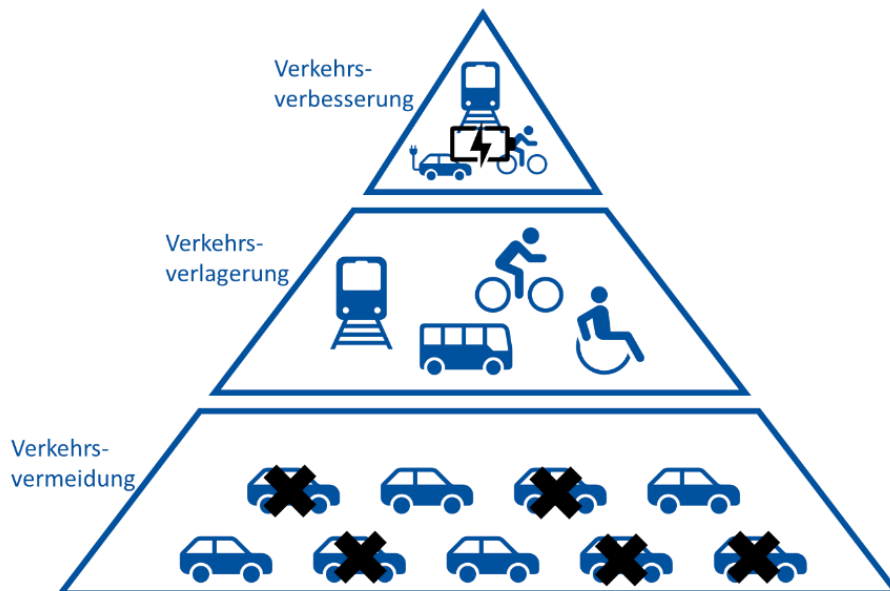 Verkehrs-
verbesserung
Verkehrs-
verlagerung
Verkehrs-
vermeidung